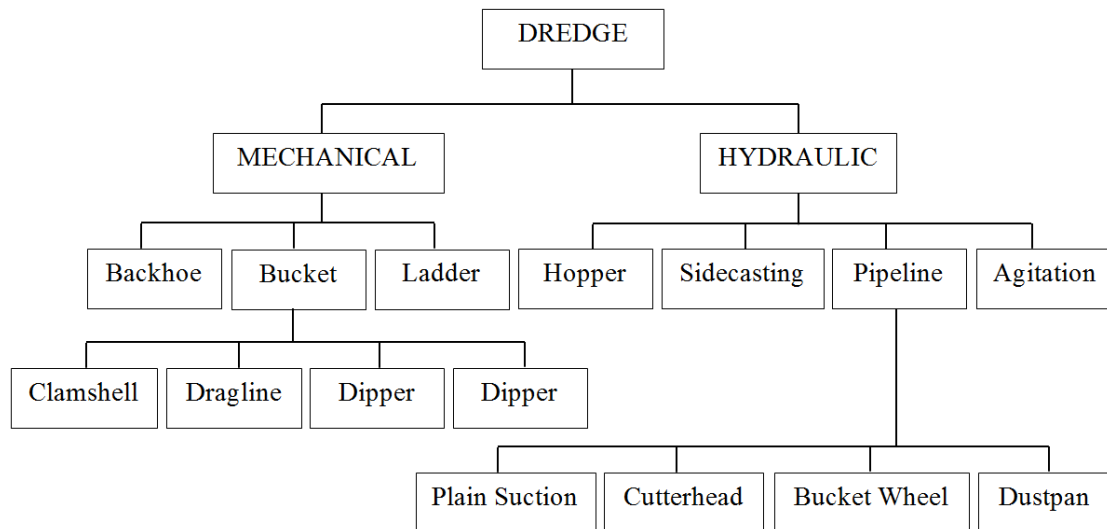 DREDGE
MECHANICAL
HYDRAULIC
Backhoe
Bucket
Ladder
Hopper
Sidecasting
Pipeline
Agitation
Clamshell
Dragline
Dipper
Dipper
Plain Suction
Cutterhead
Bucket Wheel
Dustpan